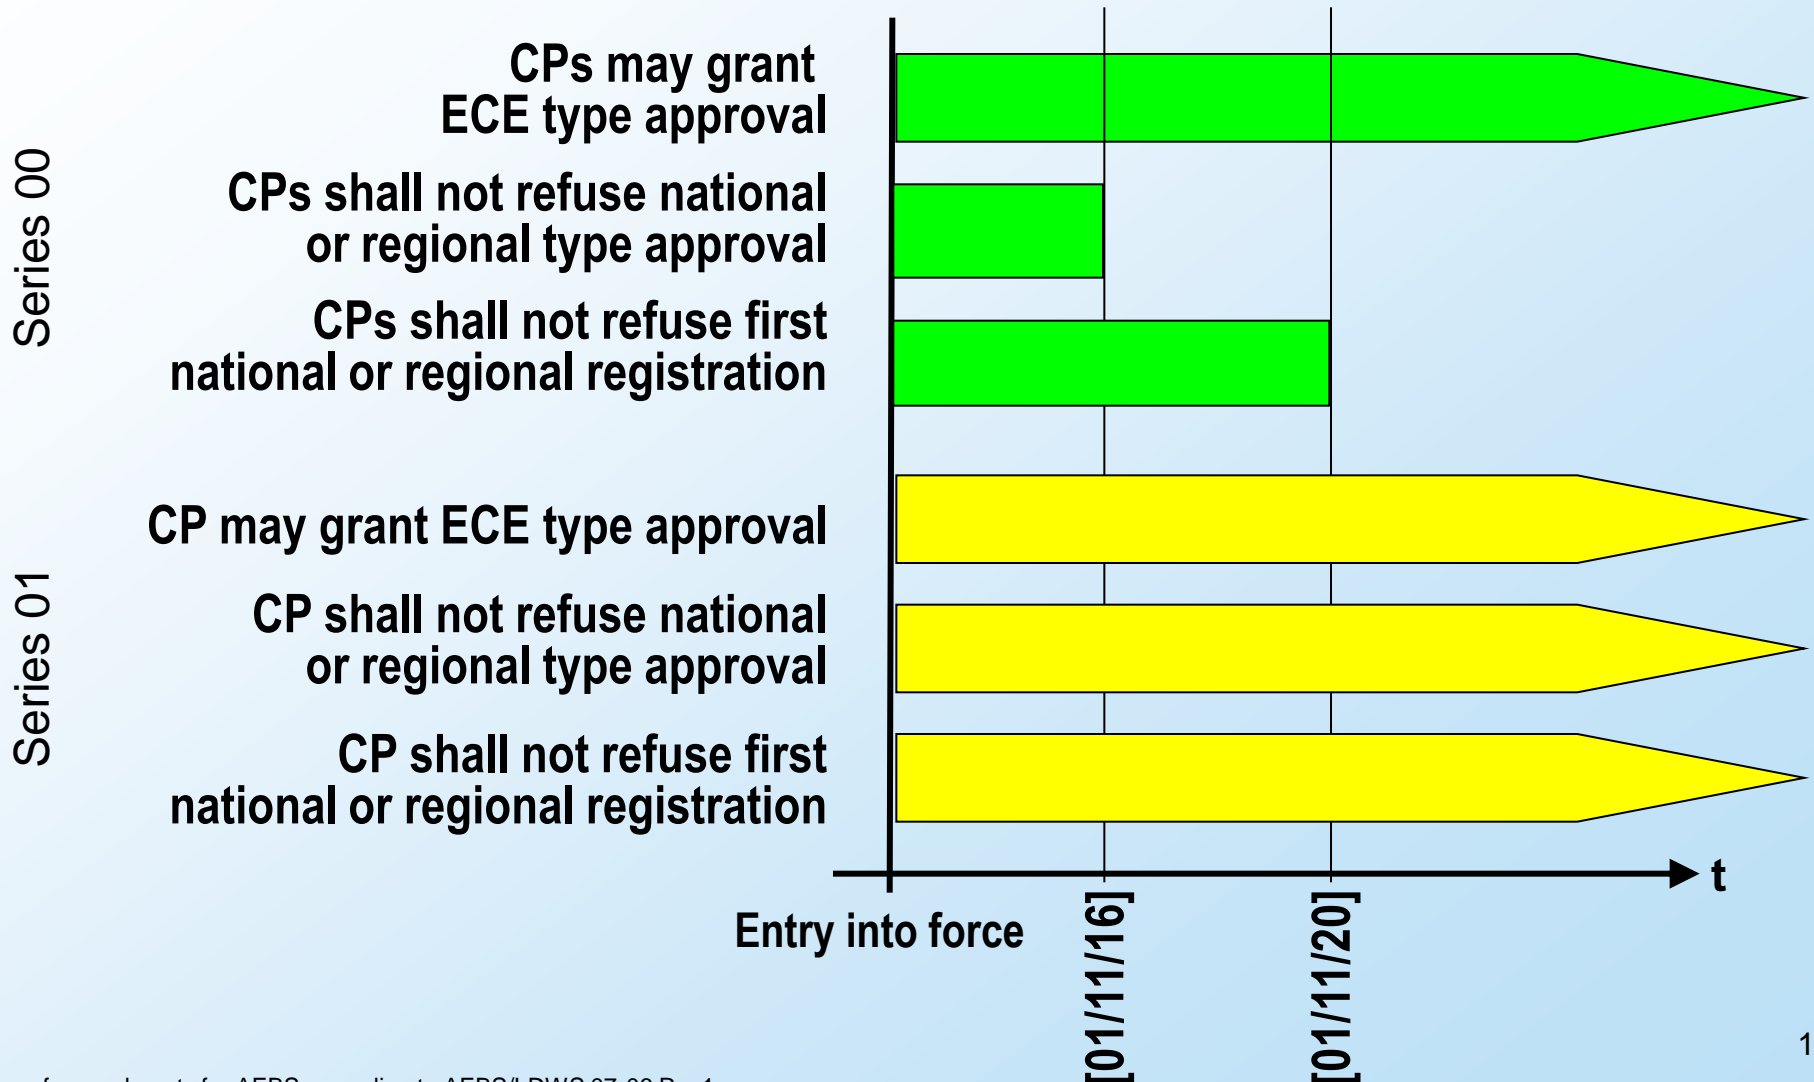 CPs may grant
ECE type approval
CPs shall not refuse national
or regional type approval
CPs shall not refuse first
national or regional registration
Series 00
CP may grant ECE type approval
CP shall not refuse national
or regional type approval
CP shall not refuse first
national or regional registration
Series 01
t
Entry into force
[01/11/16]
[01/11/20]
1